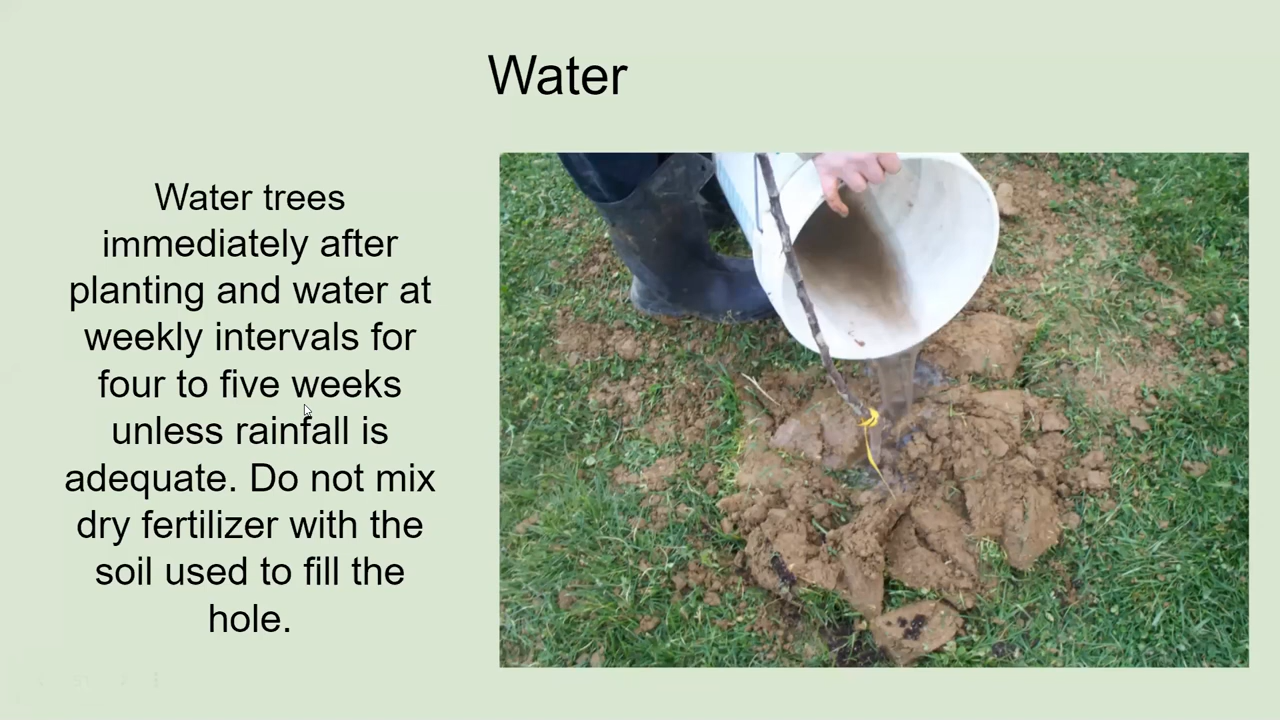 Water
Water trees
immediately after
planting and water at
weekly intervals for
four to five weeks
unless rainfall is
adequate. Do not mix
dry fertilizer with the
soil used to fill the
hole.